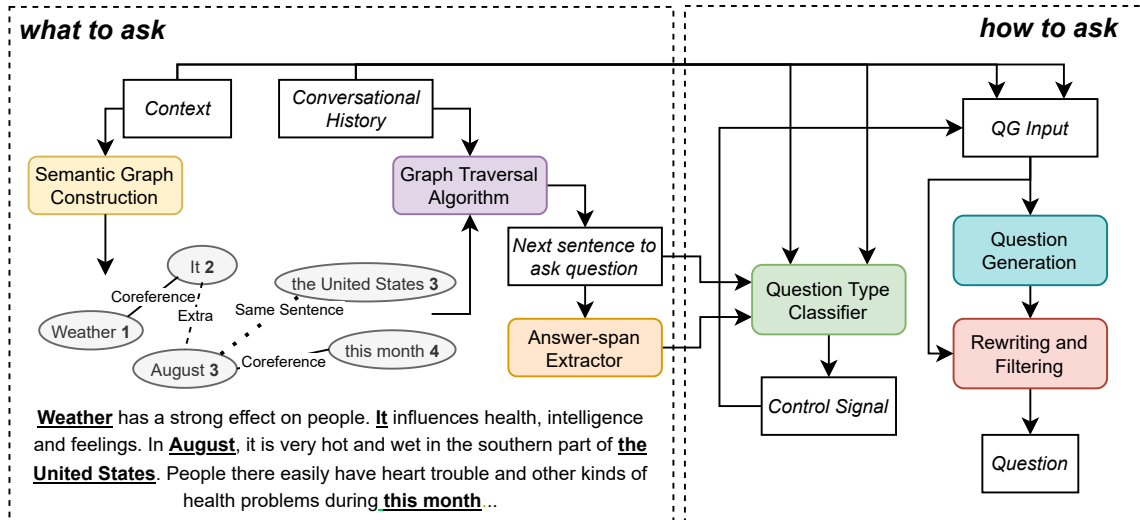 what to ask
how to ask
Context
Conversational
History
QG Input
Semantic Graph
Construction
Graph Traversal
Algorithm
Next sentence to
ask question
Question
Generation
It 2
the United States 3
Coreference
Extra
Same Sentence
Weather 1
Question Type
Classifier
Answer-span
Extractor
Rewriting and
Filtering
August 3
Coreference
this month 4
Control Signal
Question
Weather has a strong effect on people. It influences health, intelligence
and feelings. In August, it is very hot and wet in the southern part of the
United States. People there easily have heart trouble and other kinds of
health problems during this month...